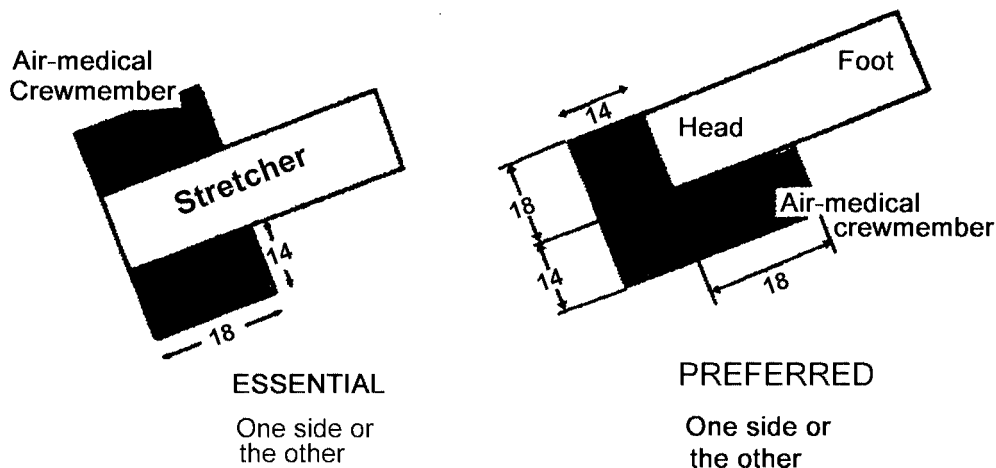 Air-medical
Crewmember
Stretcher
14
18
ESSENTIAL
One side or
the other
14
Head
Foot
18
14
Air-medical
crewmember
18
PREFERRED
One side or
the other